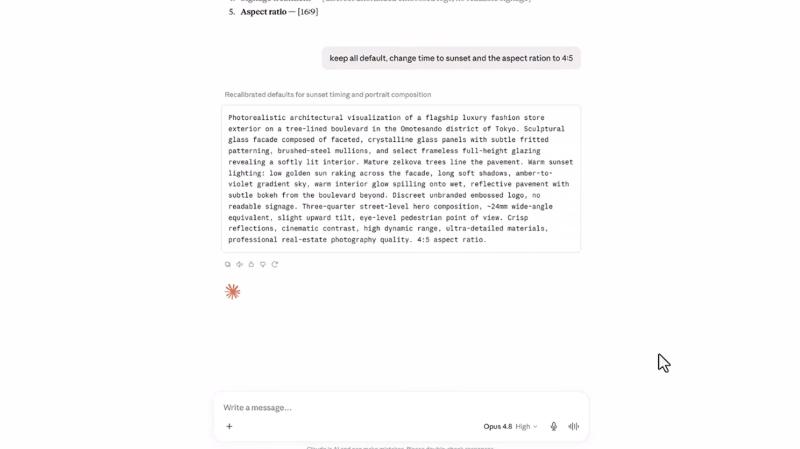 5. Aspect ratio — [16:9]
keep all default, change time to sunset and the aspect ration to 4:5
Recalibrated defaults for sunset timing and portrait composition
Photorealistic architectural visualization of a flagship luxury fashion store
exterior on a tree-lined boulevard in the Omotesando district of Tokyo. Sculptural
glass facade composed of faceted, crystalline glass panels with subtle fritted
patterning, brushed-steel mullions, and select frameless full-height glazing
revealing a softly lit interior. Mature zelkova trees line the pavement. Warm sunset
lighting: low golden sun raking across the facade, long soft shadows, amber-to-
violet gradient sky, warm interior glow spilling onto wet, reflective pavement with
subtle bokeh from the boulevard beyond. Discreet unbranded embossed logo, no
readable signage. Three-quarter street-level hero composition, ~24mm wide-angle
equivalent, slight upward tilt, eye-level pedestrian point of view. Crisp
reflections, cinematic contrast, high dynamic range, ultra-detailed materials,
professional real-estate photography quality. 4:5 aspect ratio.
Write a message...
Opus 4.8 High